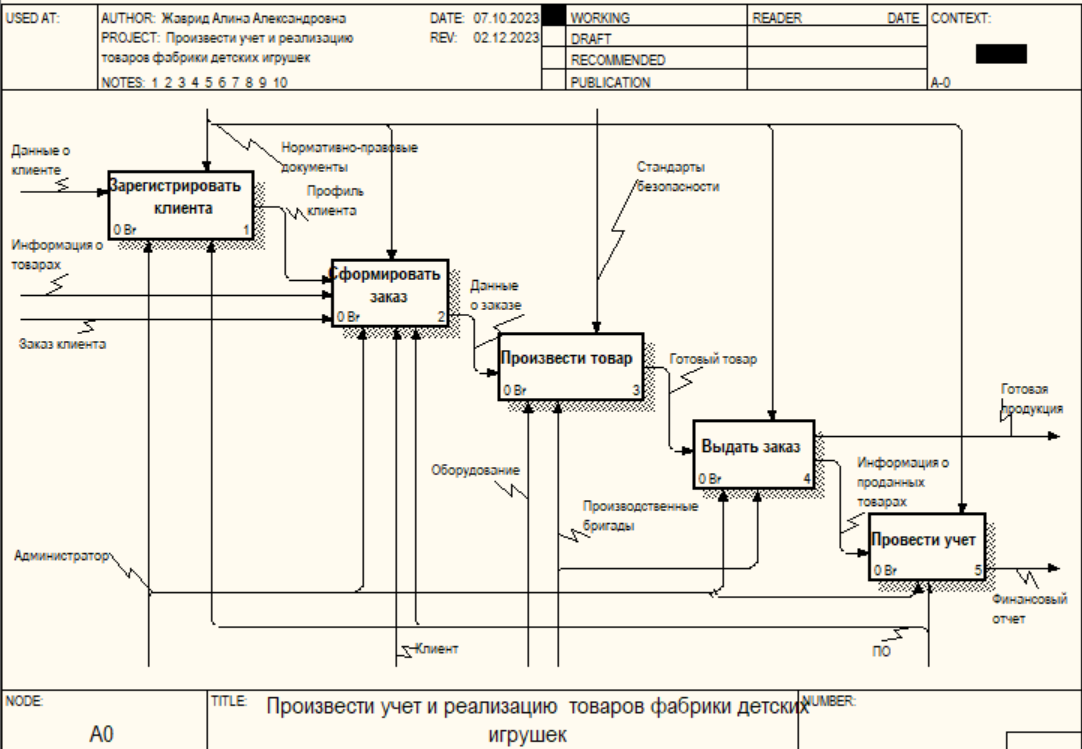 USED AT:
AUTHOR: Жаврид Алина Александровна
DATE: 07.10.2023
PROJECT: Произвести учет и реализацию
REV: 02.12.2023
товаров фабрики детских игрушек
NOTES: 1 2 3 4 5 6 7 8 9 10
WORKING
DRAFT
RECOMMENDED
PUBLICATION
READER
DATE
CONTEXT:
A-0
Данные о
клиенте
Нормативно-правовые
документы
Стандарты
безопасности
Зарегистрировать
клиента
0 Br
1
Профиль
клиента
Информация о
товарах
Сформировать
заказ
0 Br
2
Данные
о заказе
Заказ клиента
Произвести товар
0 Br
3
Готовый товар
Готовая
продукция
Выдать заказ
0 Br
4
Оборудование
Информация о
проданных
товарах
Производственные
бригады
Провести учет
0 Br
5
Администратор
Финансовый
отчет
Клиент
ПО
NODE:
A0
TITLE:
Произвести учет и реализацию товаров фабрики детских
игрушек
NUMBER: